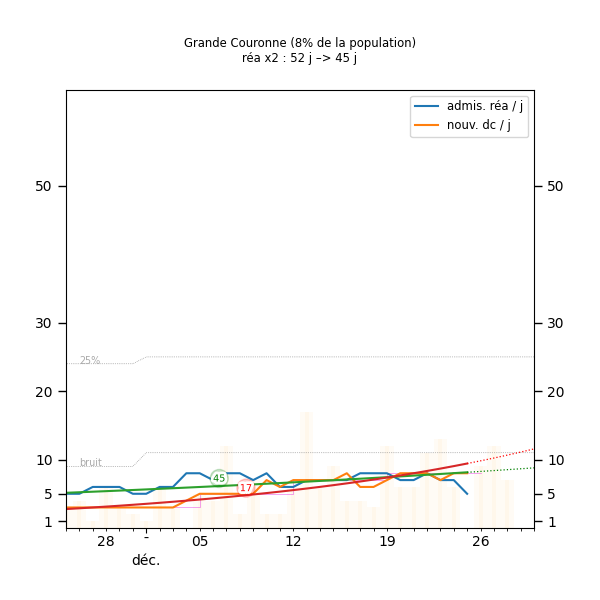 Grande Couronne (8% de la population)
réa x2 : 52 j –> 45 j
admis. réa / j
nouv. dc / j
50 50
30 30
25%
20 20
10 10
bruit
45
17
5 5
1 1
28 - 05 12 19 26
déc.